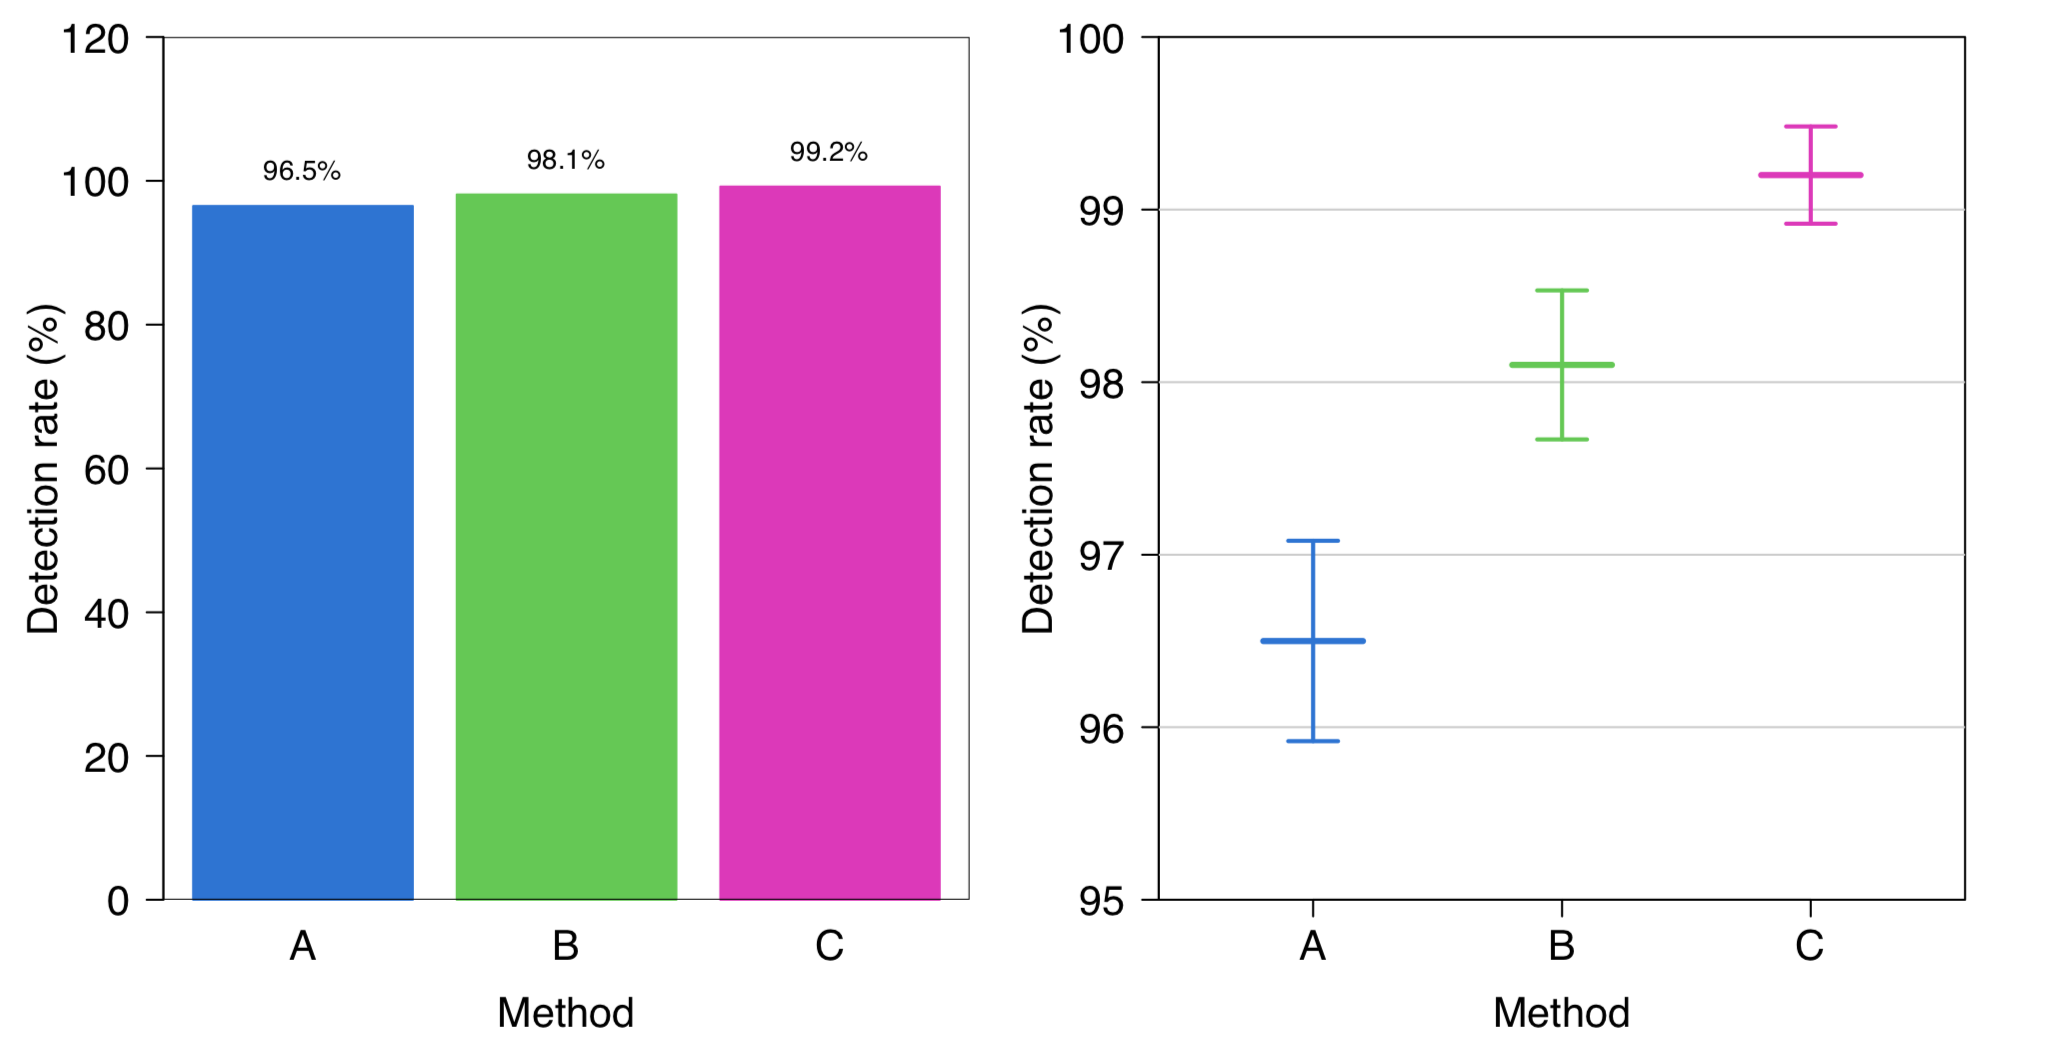 120
100
80
60
40
20
0
Detection rate (%)
96.5%
98.1%
99.2%
A B C
Method
100
99
98
97
96
95
Detection rate (%)
A B C
Method